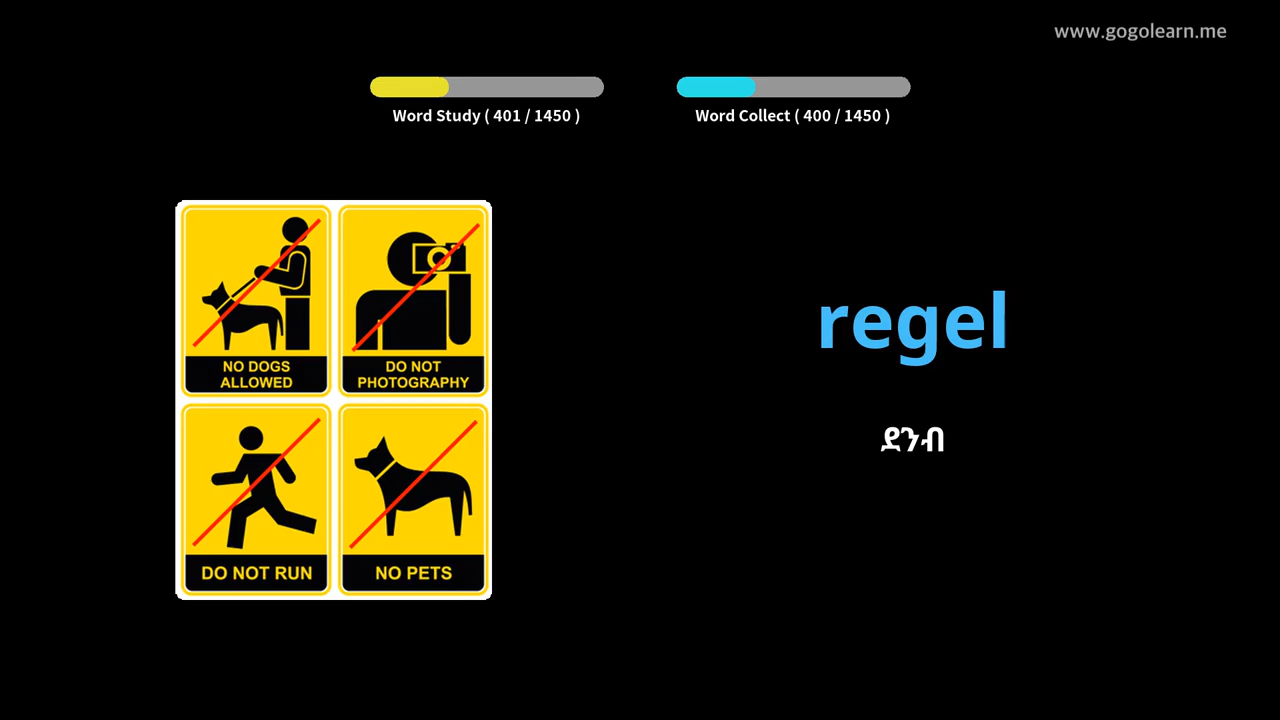 www.gogolearn.me
Word Study ( 401 / 1450 )
Word Collect ( 400 / 1450 )
NO DOGS
ALLOWED
DO NOT
PHOTOGRAPHY
DO NOT RUN
NO PETS
regel
ደንብ